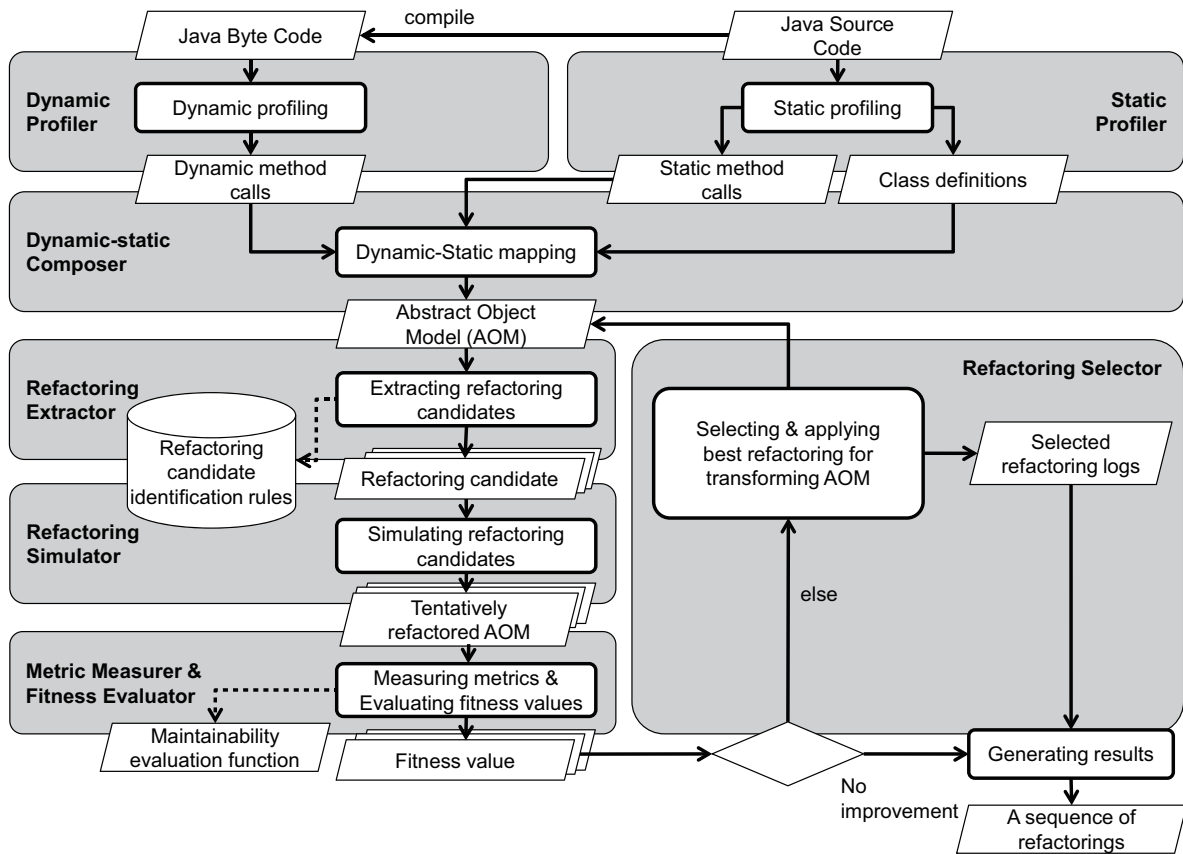 compile
Java Byte Code
Java Source
Code
Dynamic
Profiler
Dynamic profiling
Static profiling
Static
Profiler
Dynamic method
calls
Static method
calls
Class definitions
Dynamic-static
Composer
Dynamic-Static mapping
Abstract Object
Model (AOM)
Refactoring
Extractor
Extracting refactoring
candidates
Refactoring
candidate
identification rules
Refactoring candidate
Refactoring
Simulator
Simulating refactoring
candidates
Tentatively
refactored AOM
Metric Measurer &
Fitness Evaluator
Measuring metrics &
Evaluating fitness values
Maintainability
evaluation function
Fitness value
Refactoring Selector
Selecting & applying
best refactoring for
transforming AOM
Selected
refactoring logs
else
No
improvement
Generating results
A sequence of
refactorings